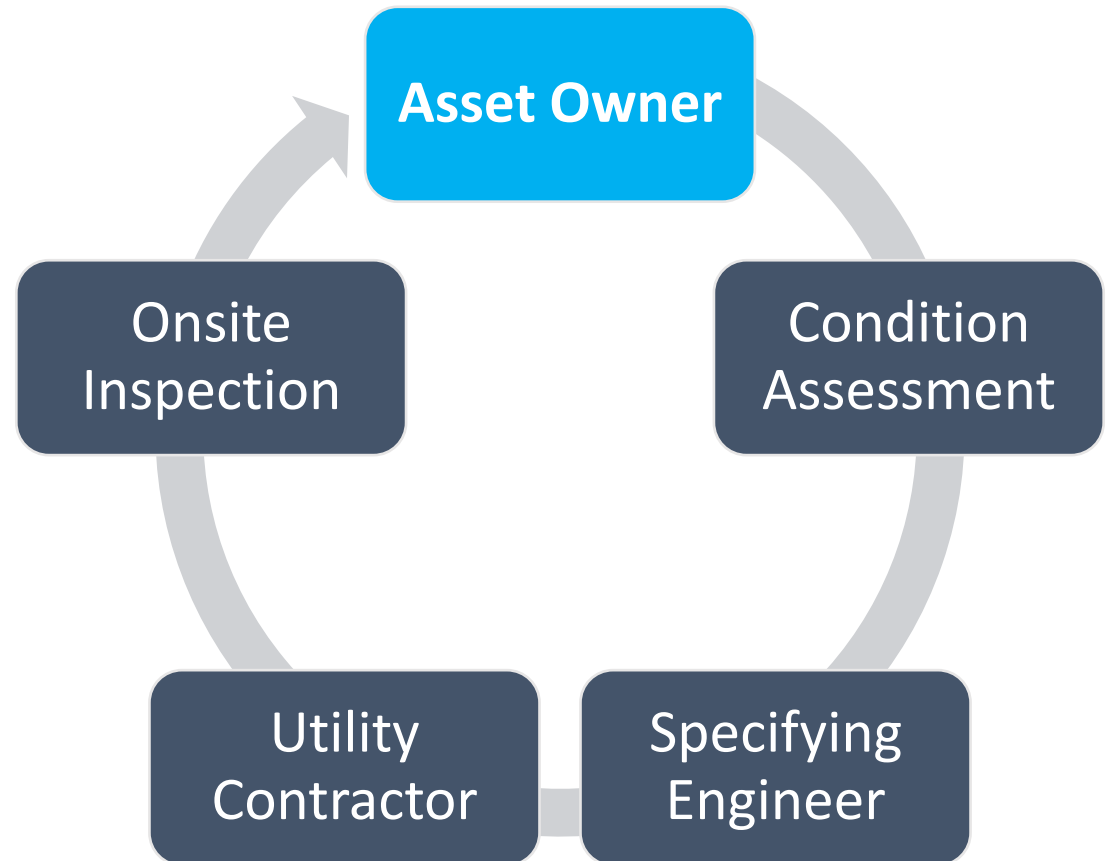 Asset Owner
Condition
Assessment
Specifying
Engineer
Utility
Contractor
Onsite
Inspection